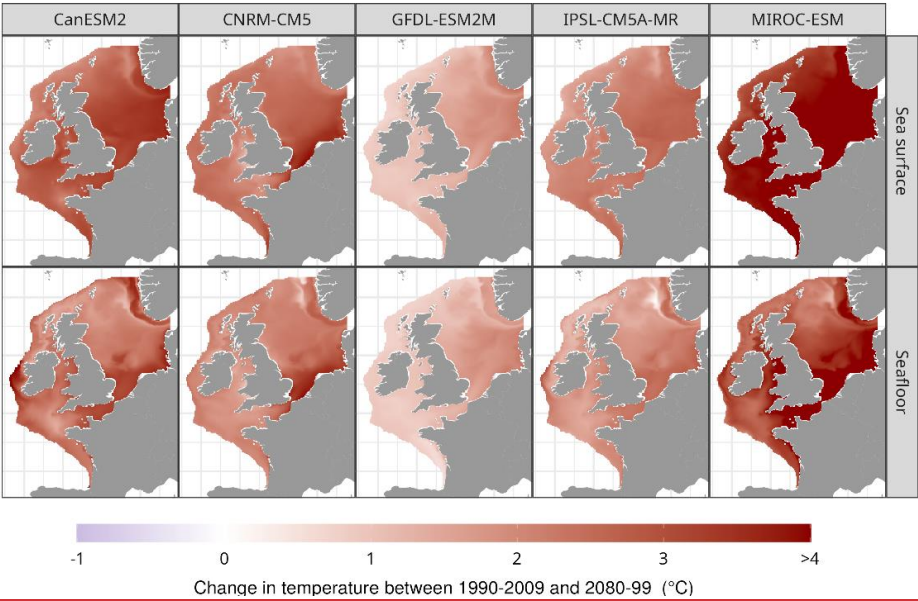 CanESM2 CNRM-CM5 GFDL-ESM2M IPSL-CM5A-MR MIROC-ESM
Sea surface
Seafloor
-1 0 1 2 3 >4
Change in temperature between 1990-2009 and 2080-99 (°C)